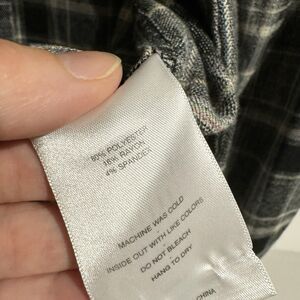 80% POLYESTER
16% RAYON
4% SPANDEX
MACHINE WAS COLD
INSIDE OUT WITH LIKE COLORS
DO NOT BLEACH
HANG TO DRY
CHINA